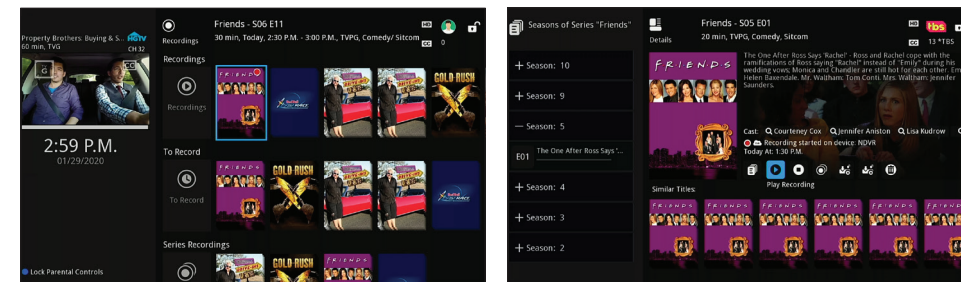 Property Brothers: Buying & S...
60 min, TVG
HGTV
CH 32
G
CC
2:59 P.M.
01/29/2020
Lock Parental Controls
Recordings
Friends - S06 E11
30 min, Today, 2:30 P.M. - 3:00 P.M., TVPG, Comedy/ Sitcom
HD
CC
0
Recordings
Recordings
FRIENDS
GOLD RUSH
To Record
To Record
FRIENDS
GOLD RUSH
FRIENDS
GOLD RUSH
Series Recordings
GOLD RUSH
FRIENDS
Seasons of Series "Friends"
+ Season: 10
+ Season: 9
— Season: 5
E01 The One After Ross Says '...
+ Season: 4
+ Season: 3
+ Season: 2
Details
Friends - S05 E01
20 min, TVPG, Comedy, Sitcom
HD
CC
tbs
13 *TBS
FRIENDS
The One After Ross Says 'Rachel' - Ross and Rachel cope with the
ramifications of Ross saying "Rachel" instead of "Emily" during his
wedding vows; Monica and Chandler are still hot for each other. Em
Helen Baxendale. Mr. Waltham: Tom Conti. Mrs. Waltham: Jennifer
Saunders.
Cast: Courteney Cox Jennifer Aniston Lisa Kudrow
Recording started on device: NDVR
Today At: 1:30 P.M.
Play Recording
Similar Titles:
FRIENDS
FRIENDS
FRIENDS
FRIENDS
FRIENDS
FRIENDS